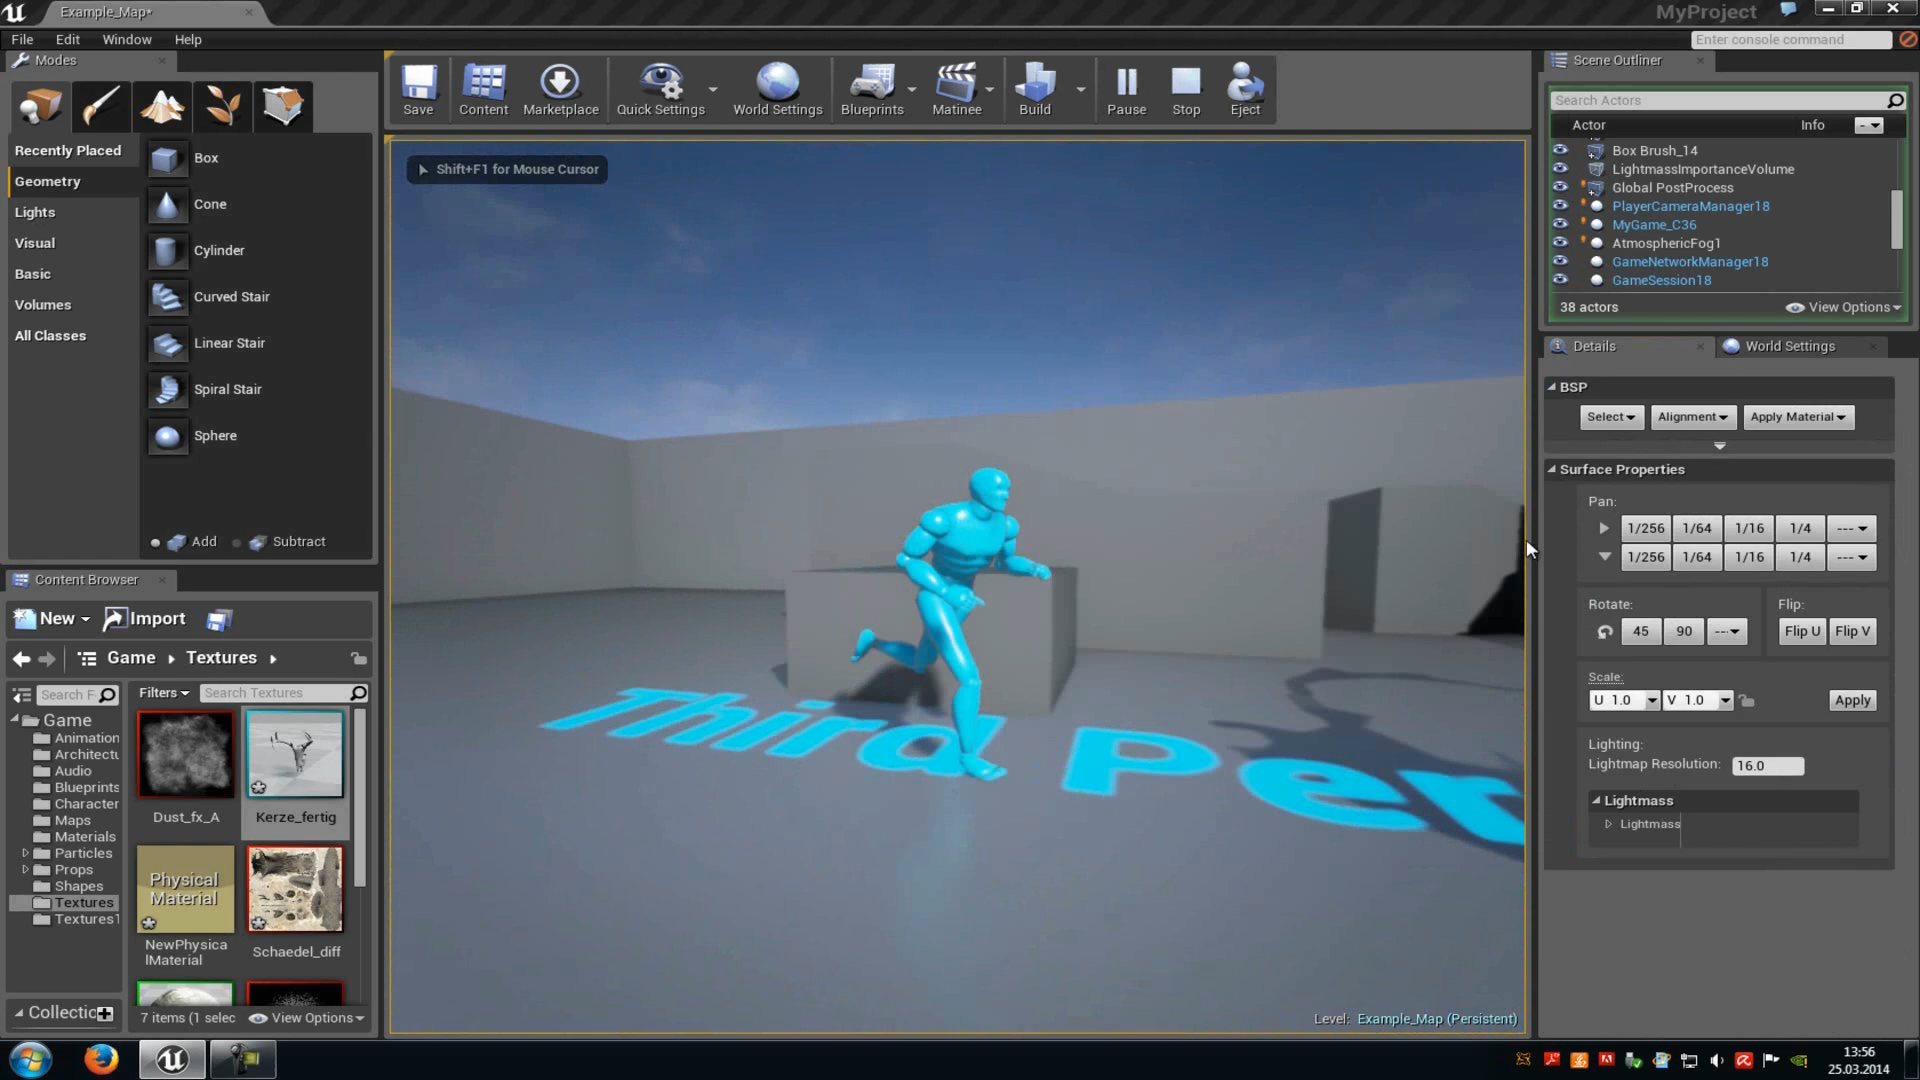 Example_Map*
MyProject
File Edit Window Help
Enter console command
Modes
Recently Placed
Geometry
Lights
Visual
Basic
Volumes
All Classes
Box
Cone
Cylinder
Curved Stair
Linear Stair
Spiral Stair
Sphere
Add Subtract
Save Content Marketplace Quick Settings World Settings Blueprints Matinee Build Pause Stop Eject
Shift+F1 for Mouse Cursor
Third Per
Level: Example_Map (Persistent)
Content Browser
New Import
Game Textures
Search F
Filters Search Textures
Game
Animation
Architectu
Audio
Blueprints
Character
Maps
Materials
Particles
Props
Shapes
Textures
Textures1
Dust_fx_A
Kerze_fertig
Physical
Material
NewPhysica
lMaterial
Schaedel_diff
Collectic
7 items (1 selec View Options
Scene Outliner
Search Actors
Actor Info
Box Brush_14
LightmassImportanceVolume
Global PostProcess
PlayerCameraManager18
MyGame_C36
AtmosphericFog1
GameNetworkManager18
GameSession18
38 actors View Options
Details World Settings
BSP
Select Alignment Apply Material
Surface Properties
Pan:
1/256 1/64 1/16 1/4 ---
1/256 1/64 1/16 1/4 ---
Rotate: Flip:
45 90 --- Flip U Flip V
Scale:
U 1.0 V 1.0 Apply
Lighting:
Lightmap Resolution: 16.0
Lightmass
Lightmass
13:56
25.03.2014